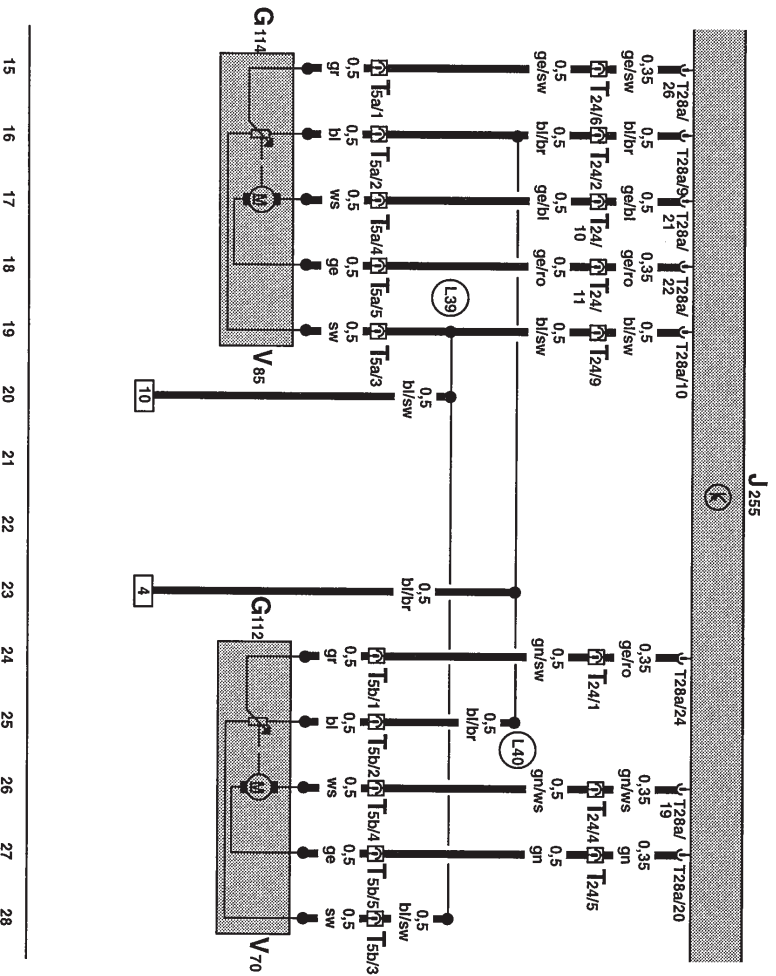 J 255
K
T28a/ T28a/9 T28a/ T28a/ T28a/10 T28a/24 T28a/ T28a/20
26 21 22 19
0,35 0,5 0,5 0,35 0,5 0,35 0,35 0,35
ge/sw bl/br ge/bl ge/ro bl/sw ge/ro gn/ws gn
T24/6 T24/2 T24/ T24/ T24/9 T24/1 T24/4 T24/5
10 11
0,5 0,5 0,5 0,5 0,5 0,5 0,5 0,5
ge/sw bl/br ge/bl ge/ro bl/sw gn/sw gn/ws gn
L40
0,5
bl/br
L39
0,5 0,5 0,5
bl/sw bl/br bl/sw
T5a/1 T5a/2 T5a/4 T5a/5 T5a/3 T5b/1 T5b/2 T5b/4 T5b/5 T5b/3
0,5 0,5 0,5 0,5 0,5 0,5 0,5 0,5 0,5 0,5
gr bl ws ge sw gr bl ws ge sw
G114 M V85
G112 M V70
10 4
15 16 17 18 19 20 21 22 23 24 25 26 27 28